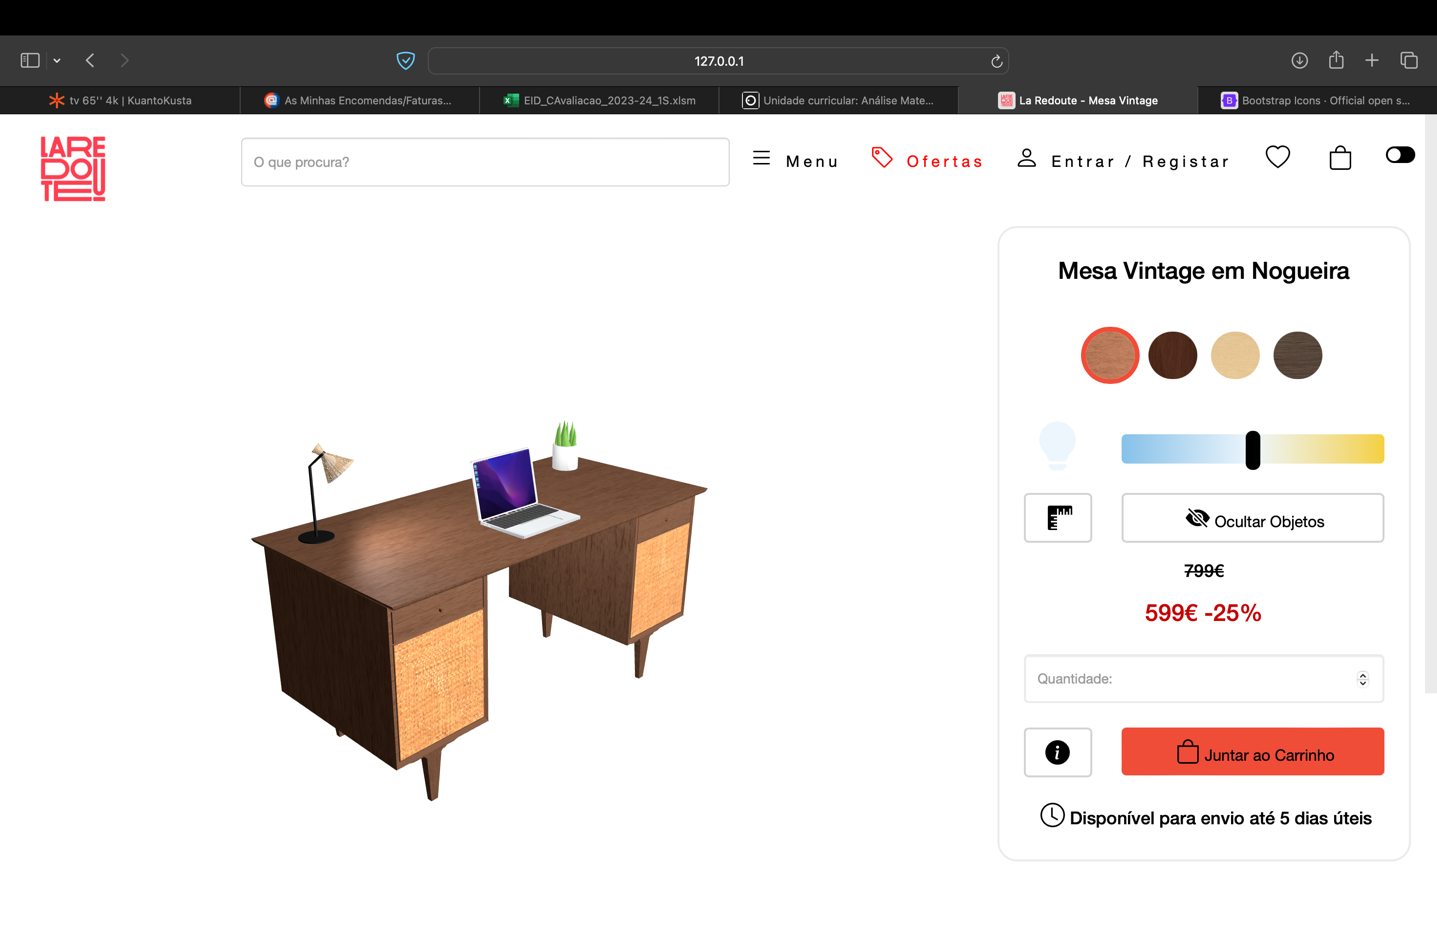 127.0.0.1
tv 65'' 4k | KuantoKusta
As Minhas Encomendas/Faturas...
EID_CAvaliacao_2023-24_1S.xlsm
Unidade curricular: Análise Mate...
La Redoute - Mesa Vintage
B Bootstrap Icons · Official open s...
LA RE
DOU
TE
O que procura?
Menu
Ofertas
Entrar / Registar
Mesa Vintage em Nogueira
Ocultar Objetos
799€
599€ -25%
Quantidade:
Juntar ao Carrinho
Disponível para envio até 5 dias úteis